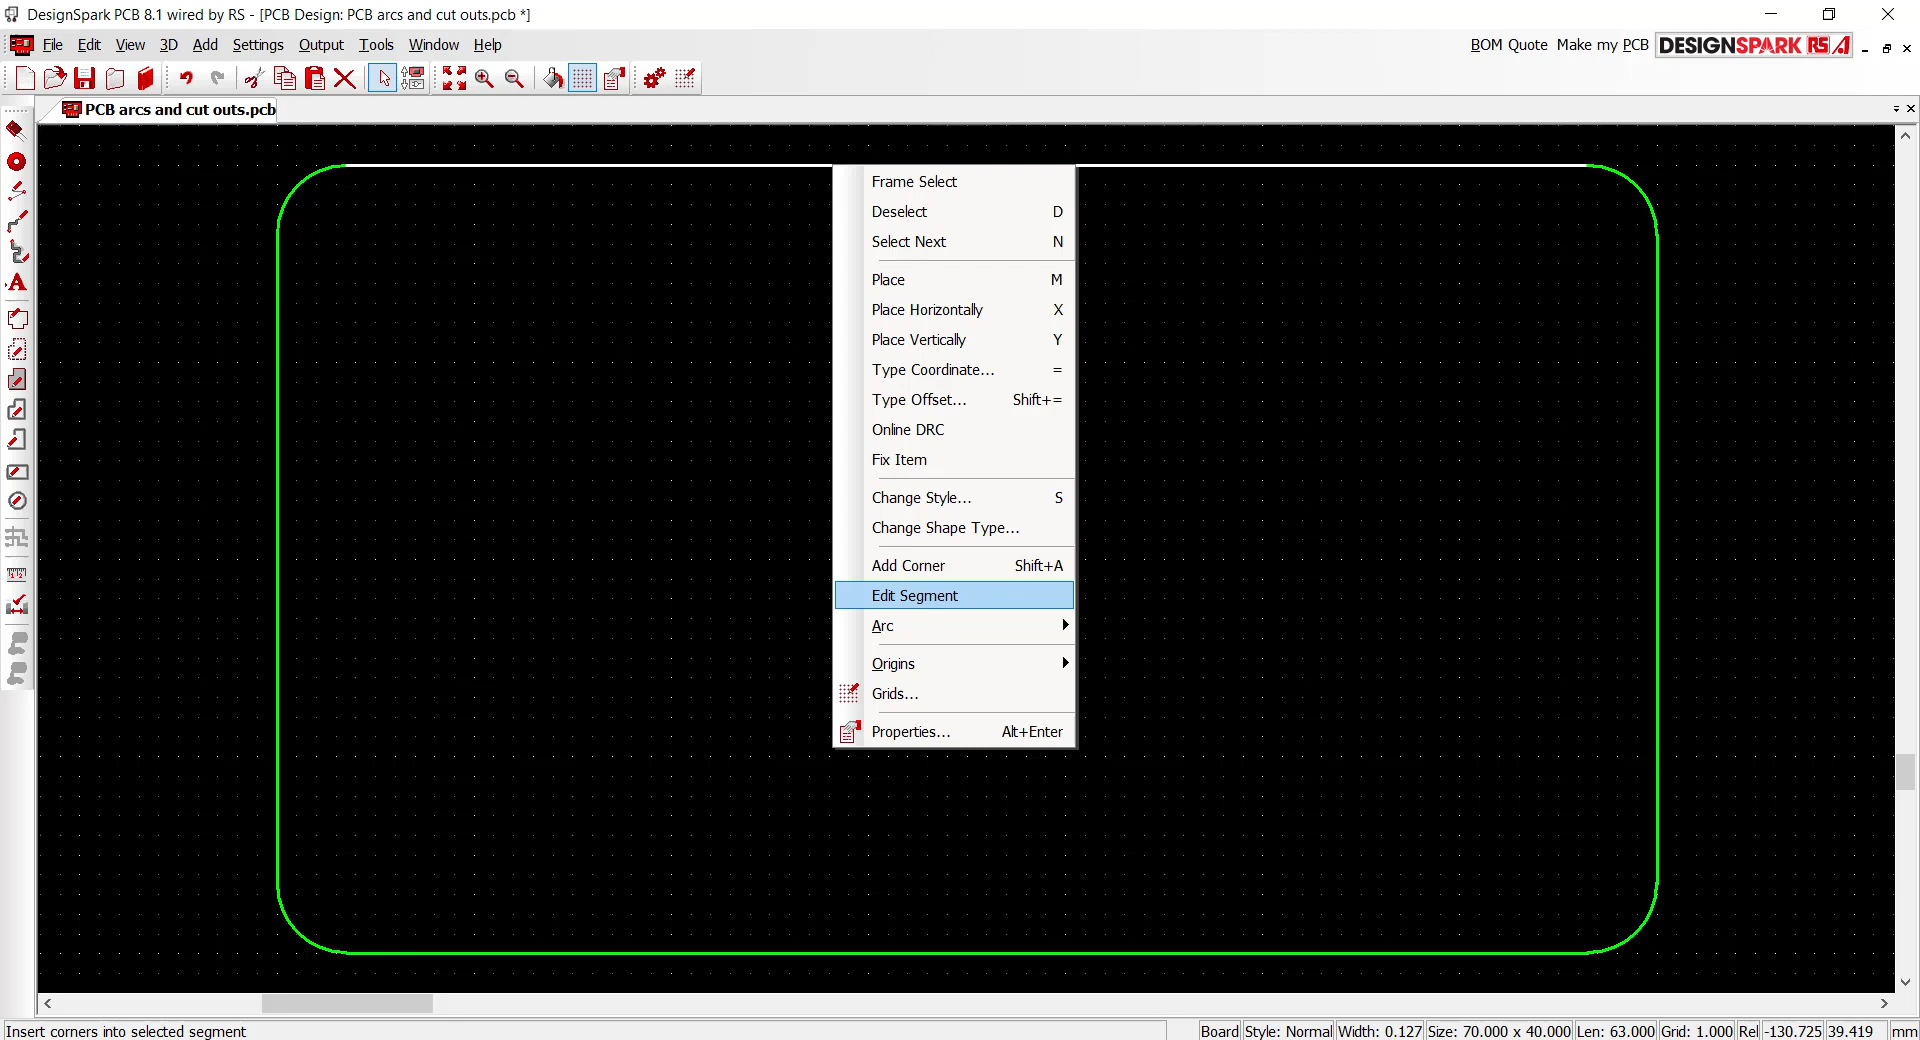 DesignSpark PCB 8.1 wired by RS - [PCB Design: PCB arcs and cut outs.pcb *]
File Edit View 3D Add Settings Output Tools Window Help BOM Quote Make my PCB DESIGNSPARK RS
PCB arcs and cut outs.pcb
Frame Select
Deselect D
Select Next N
Place M
Place Horizontally X
Place Vertically Y
Type Coordinate... =
Type Offset... Shift+=
Online DRC
Fix Item
Change Style... S
Change Shape Type...
Add Corner Shift+A
Edit Segment
Arc
Origins
Grids...
Properties... Alt+Enter
Insert corners into selected segment Board Style: Normal Width: 0.127 Size: 70.000 x 40.000 Len: 63.000 Grid: 1.000 Rel -130.725 39.419 mm